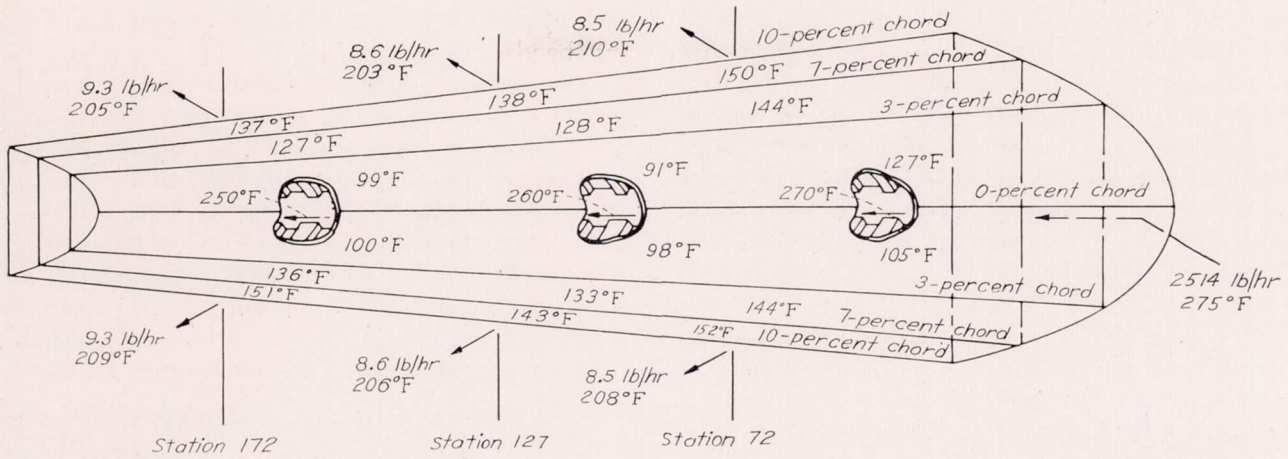 8.5 lb/hr
210°F
10-percent chord
8.6 lb/hr
203°F
150°F
7-percent chord
9.3 lb/hr
205°F
138°F
144°F
3-percent chord
137°F
127°F
128°F
99°F
91°F
127°F
250°F
260°F
270°F
0-percent chord
100°F
98°F
105°F
136°F
151°F
133°F
144°F
3-percent chord
2514 lb/hr
275°F
143°F
152°F
7-percent chord
10-percent chord
9.3 lb/hr
209°F
8.6 lb/hr
206°F
8.5 lb/hr
208°F
Station 172
Station 127
Station 72